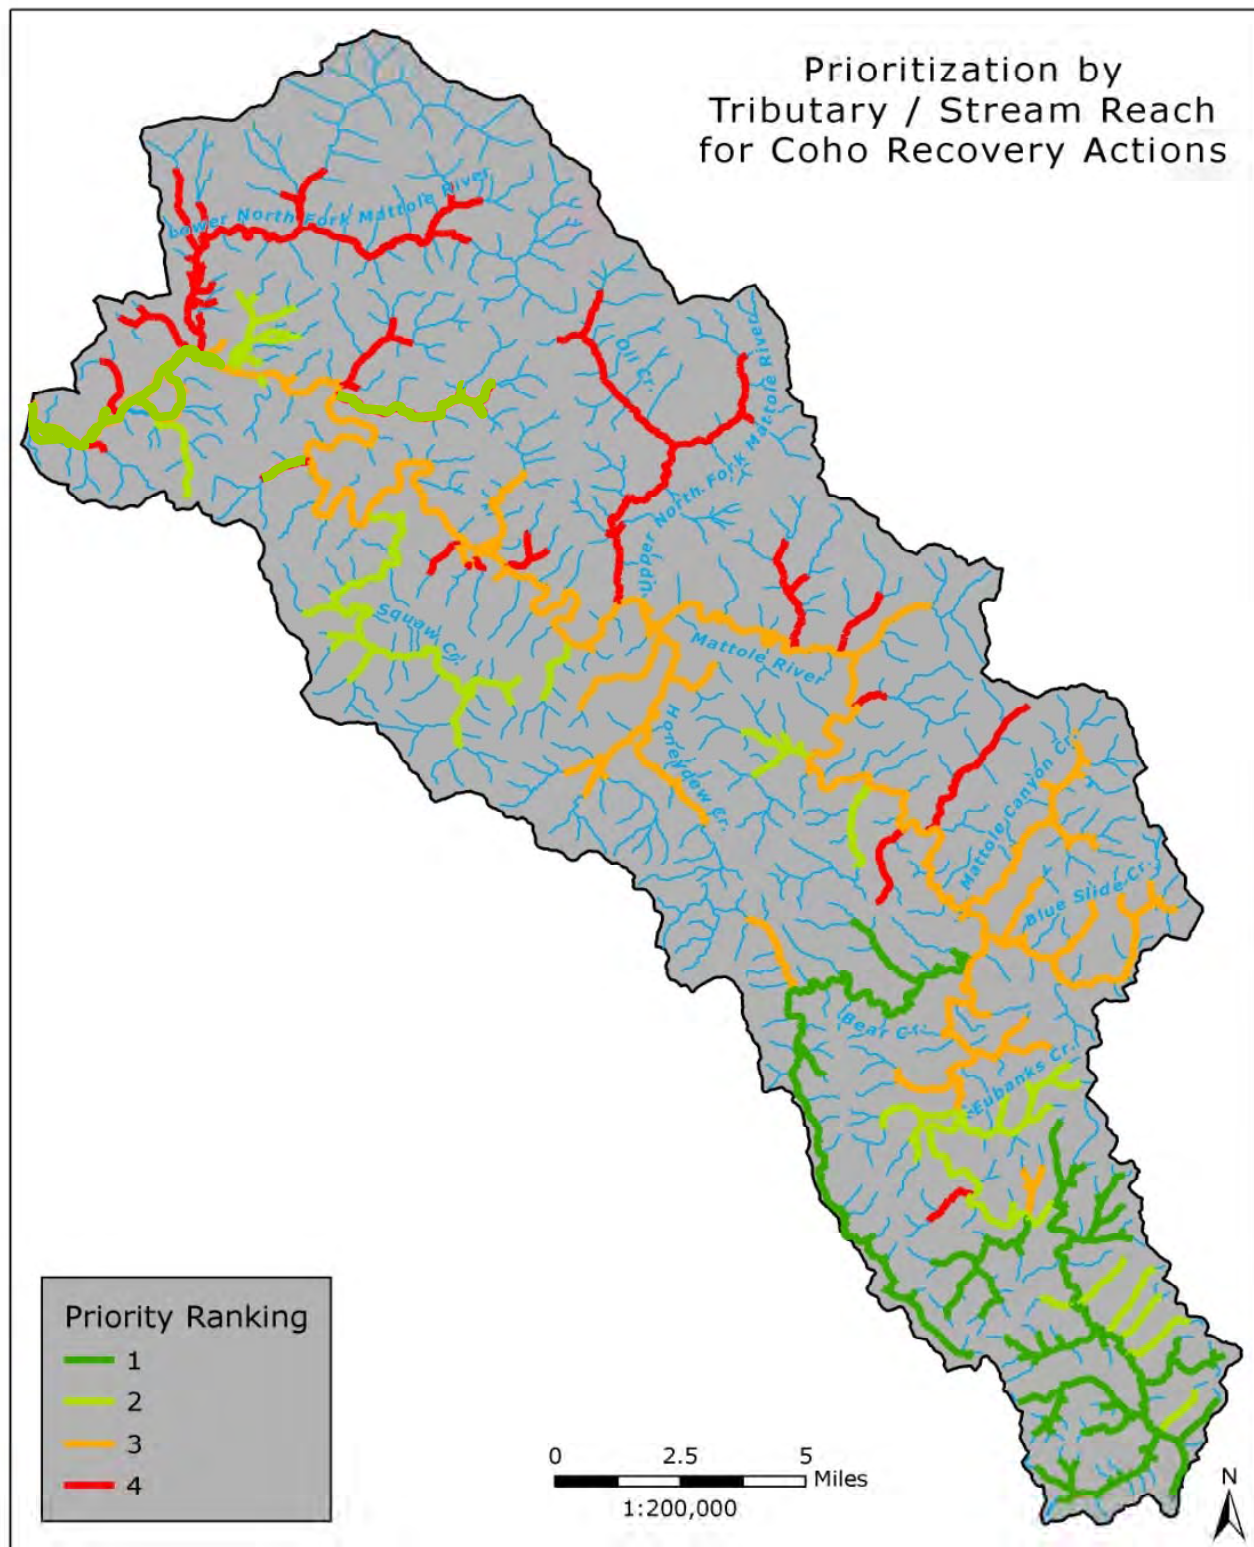 Prioritization by
Tributary / Stream Reach
for Coho Recovery Actions
Lower North Fork Mattole River
Oil Cr.
Upper North Fork Mattole River
Squaw Cr.
Mattole River
Honeydew Cr.
Mattole Canyon Cr.
Blue Slide Cr.
Bear Cr.
Eubanks Cr.
Priority Ranking
1
2
3
4
0 2.5 5
Miles
1:200,000
N